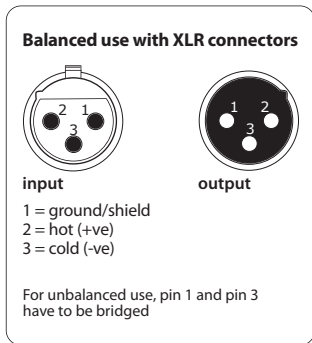 Balanced use with XLR connectors
2 1
3
1 2
3
input
output
1 = ground/shield
2 = hot (+ve)
3 = cold (-ve)
For unbalanced use, pin 1 and pin 3
have to be bridged